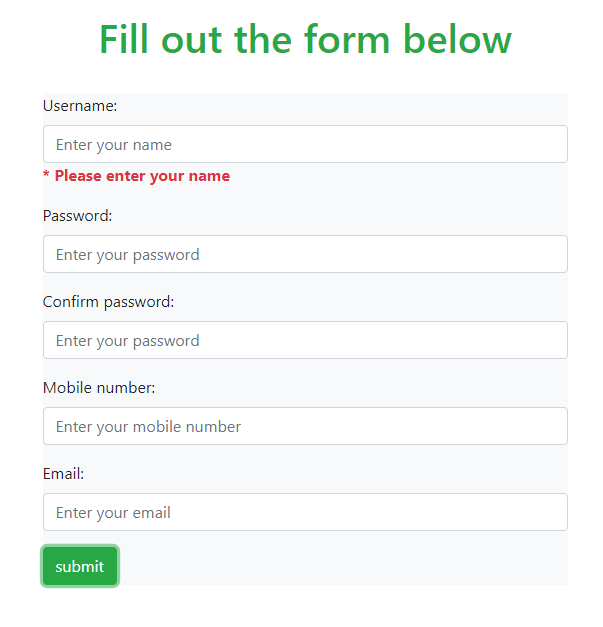 Fill out the form below
Username:
Enter your name
* Please enter your name
Password:
Enter your password
Confirm password:
Enter your password
Mobile number:
Enter your mobile number
Email:
Enter your email
submit